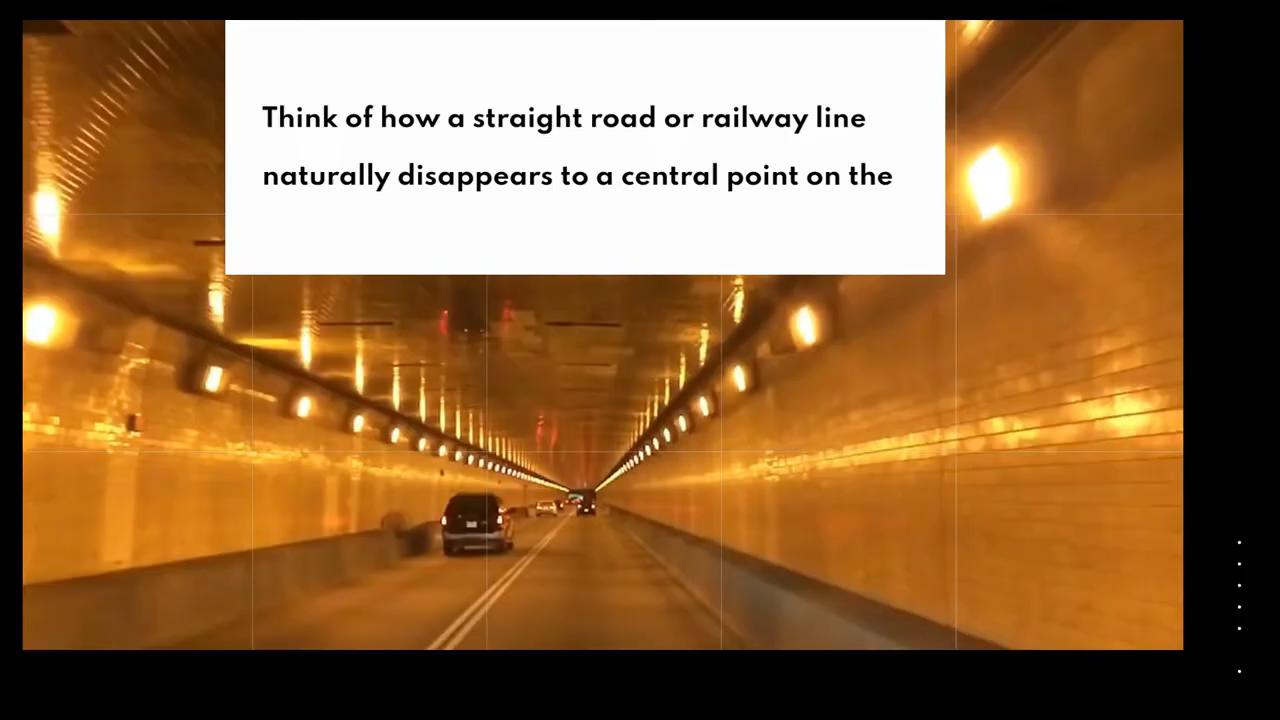 Think of how a straight road or railway line
naturally disappears to a central point on the